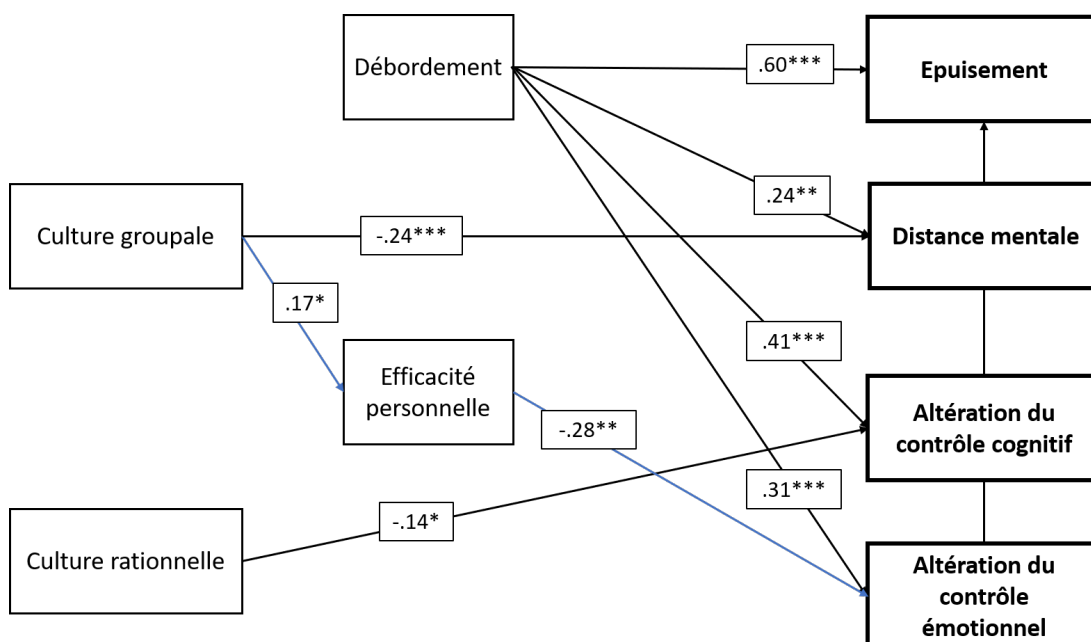 Débordement
.60***
Epuisement
.24**
Culture groupale
-.24***
Distance mentale
.17*
.41***
Efficacité
personnelle
-.28**
Altération du
contrôle cognitif
.31***
-.14*
Culture rationnelle
Altération du
contrôle
émotionnel